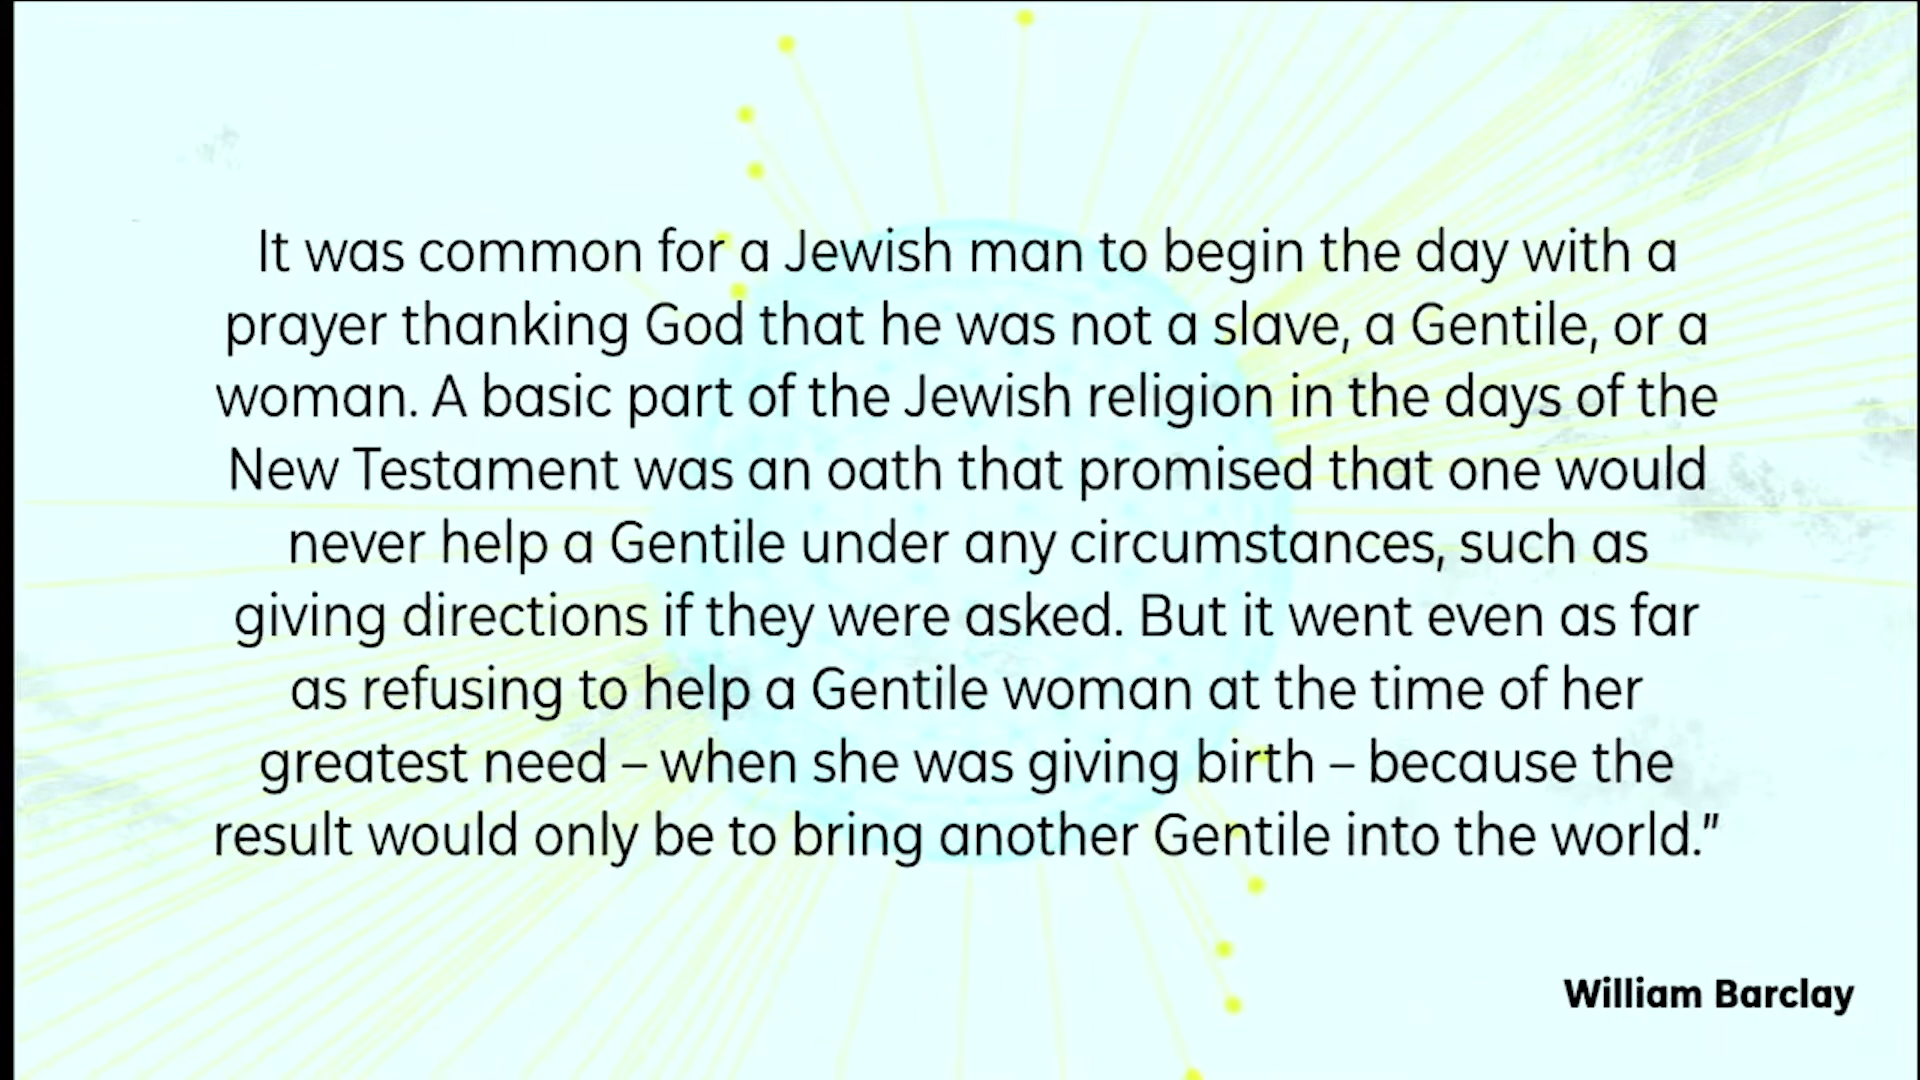 It was common for a Jewish man to begin the day with a
prayer thanking God that he was not a slave, a Gentile, or a
woman. A basic part of the Jewish religion in the days of the
New Testament was an oath that promised that one would
never help a Gentile under any circumstances, such as
giving directions if they were asked. But it went even as far
as refusing to help a Gentile woman at the time of her
greatest need – when she was giving birth – because the
result would only be to bring another Gentile into the world.”
William Barclay